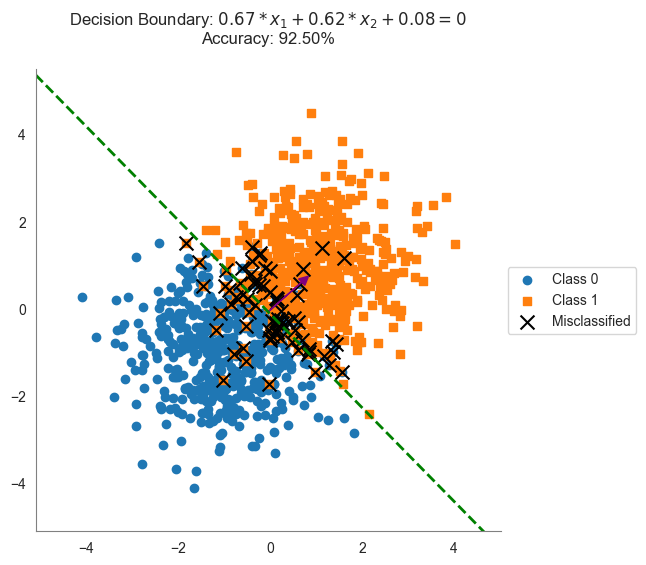 Decision Boundary: 0.67 * x₁ + 0.62 * x₂ + 0.08 = 0
Accuracy: 92.50%
4
2
0
−2
−4
−4
−2
0
2
4
Class 0
Class 1
Misclassified